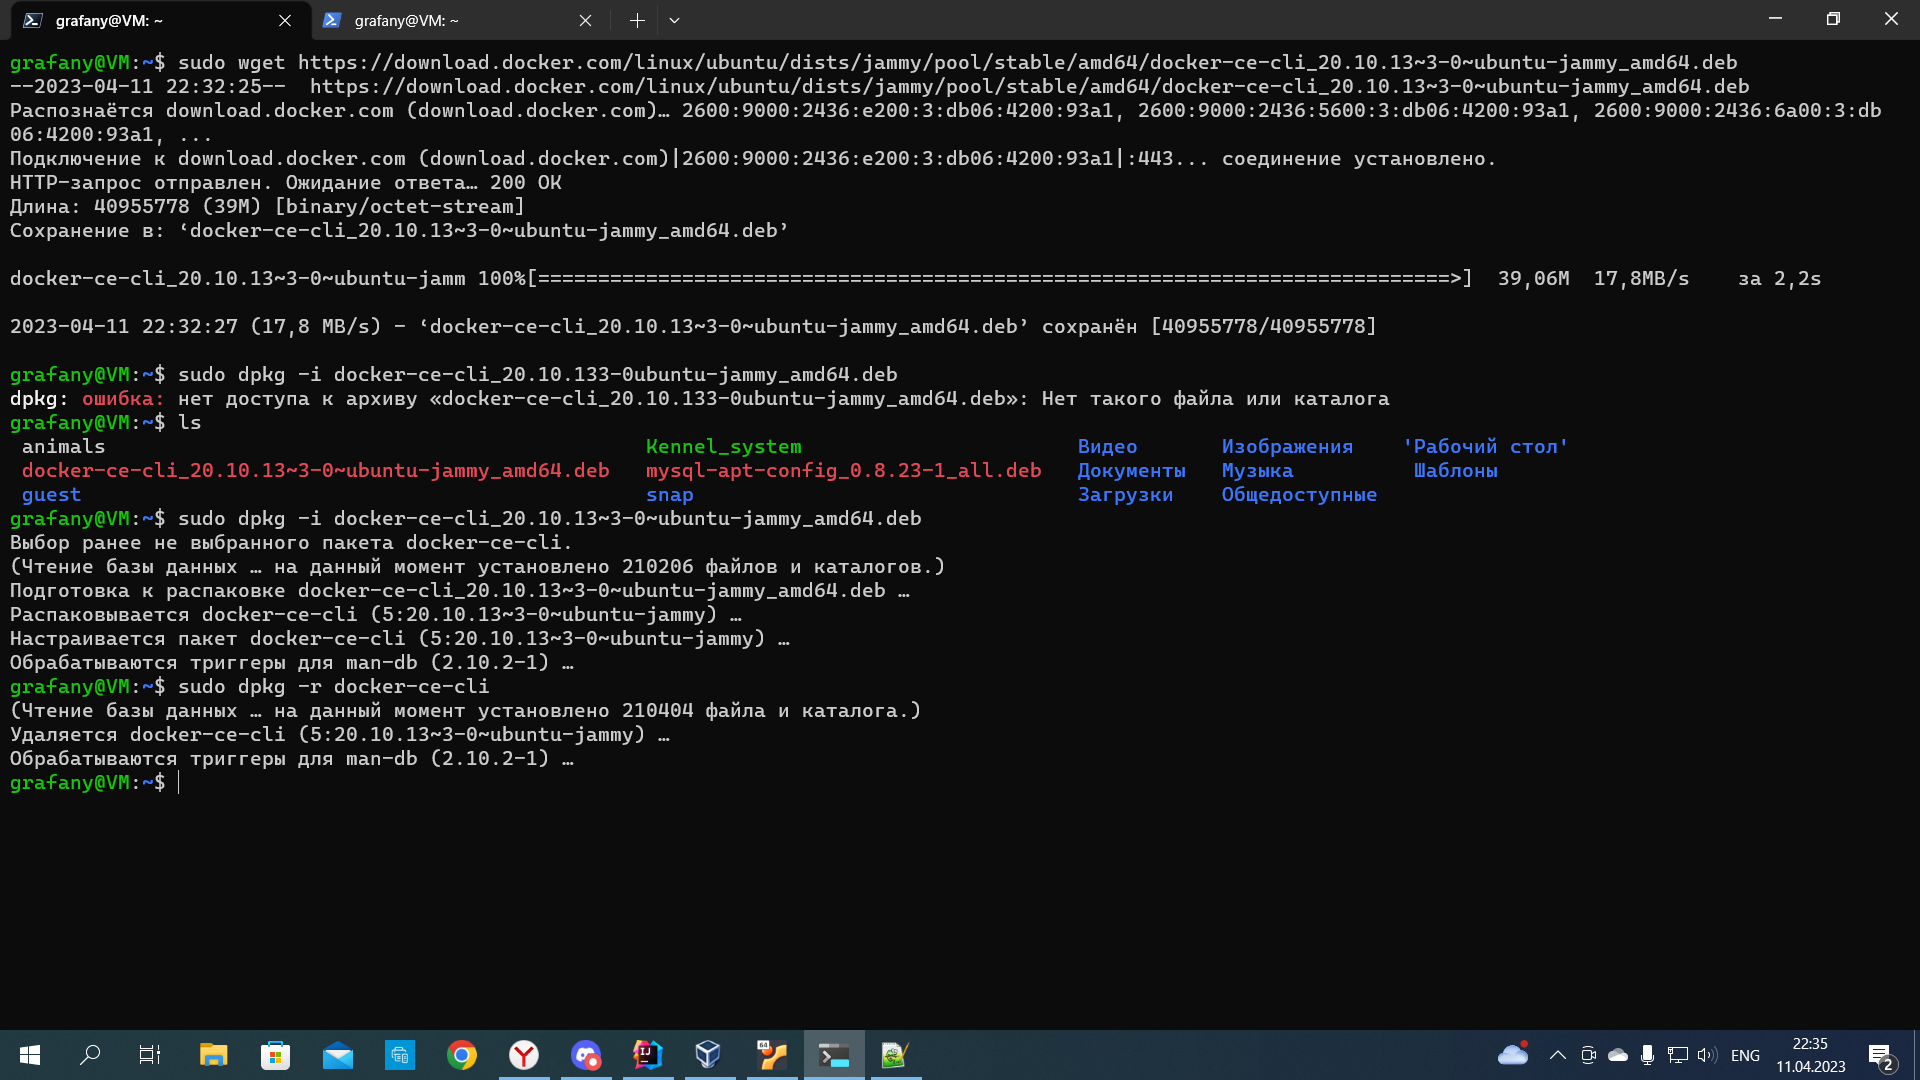 grafany@VM: ~
grafany@VM: ~
grafany@VM:~$ sudo wget https://download.docker.com/linux/ubuntu/dists/jammy/pool/stable/amd64/docker-ce-cli_20.10.13~3-0~ubuntu-jammy_amd64.deb
--2023-04-11 22:32:25--  https://download.docker.com/linux/ubuntu/dists/jammy/pool/stable/amd64/docker-ce-cli_20.10.13~3-0~ubuntu-jammy_amd64.deb
Распознаётся download.docker.com (download.docker.com)… 2600:9000:2436:e200:3:db06:4200:93a1, 2600:9000:2436:5600:3:db06:4200:93a1, 2600:9000:2436:6a00:3:db
06:4200:93a1, ...
Подключение к download.docker.com (download.docker.com)|2600:9000:2436:e200:3:db06:4200:93a1|:443... соединение установлено.
HTTP-запрос отправлен. Ожидание ответа… 200 OK
Длина: 40955778 (39M) [binary/octet-stream]
Сохранение в: ‘docker-ce-cli_20.10.13~3-0~ubuntu-jammy_amd64.deb’
docker-ce-cli_20.10.13~3-0~ubuntu-jamm 100%[============================================================================>]  39,06M  17,8MB/s    за 2,2s
2023-04-11 22:32:27 (17,8 MB/s) - ‘docker-ce-cli_20.10.13~3-0~ubuntu-jammy_amd64.deb’ сохранён [40955778/40955778]
grafany@VM:~$ sudo dpkg -i docker-ce-cli_20.10.133-0ubuntu-jammy_amd64.deb
dpkg: ошибка: нет доступа к архиву «docker-ce-cli_20.10.133-0ubuntu-jammy_amd64.deb»: Нет такого файла или каталога
grafany@VM:~$ ls
animals Kennel_system Видео Изображения 'Рабочий стол'
docker-ce-cli_20.10.13~3-0~ubuntu-jammy_amd64.deb mysql-apt-config_0.8.23-1_all.deb Документы Музыка Шаблоны
guest snap Загрузки Общедоступные
grafany@VM:~$ sudo dpkg -i docker-ce-cli_20.10.13~3-0~ubuntu-jammy_amd64.deb
Выбор ранее не выбранного пакета docker-ce-cli.
(Чтение базы данных … на данный момент установлено 210206 файлов и каталогов.)
Подготовка к распаковке docker-ce-cli_20.10.13~3-0~ubuntu-jammy_amd64.deb …
Распаковывается docker-ce-cli (5:20.10.13~3-0~ubuntu-jammy) …
Настраивается пакет docker-ce-cli (5:20.10.13~3-0~ubuntu-jammy) …
Обрабатываются триггеры для man-db (2.10.2-1) …
grafany@VM:~$ sudo dpkg -r docker-ce-cli
(Чтение базы данных … на данный момент установлено 210404 файла и каталога.)
Удаляется docker-ce-cli (5:20.10.13~3-0~ubuntu-jammy) …
Обрабатываются триггеры для man-db (2.10.2-1) …
grafany@VM:~$
IJ
64
ENG
22:35
11.04.2023
2